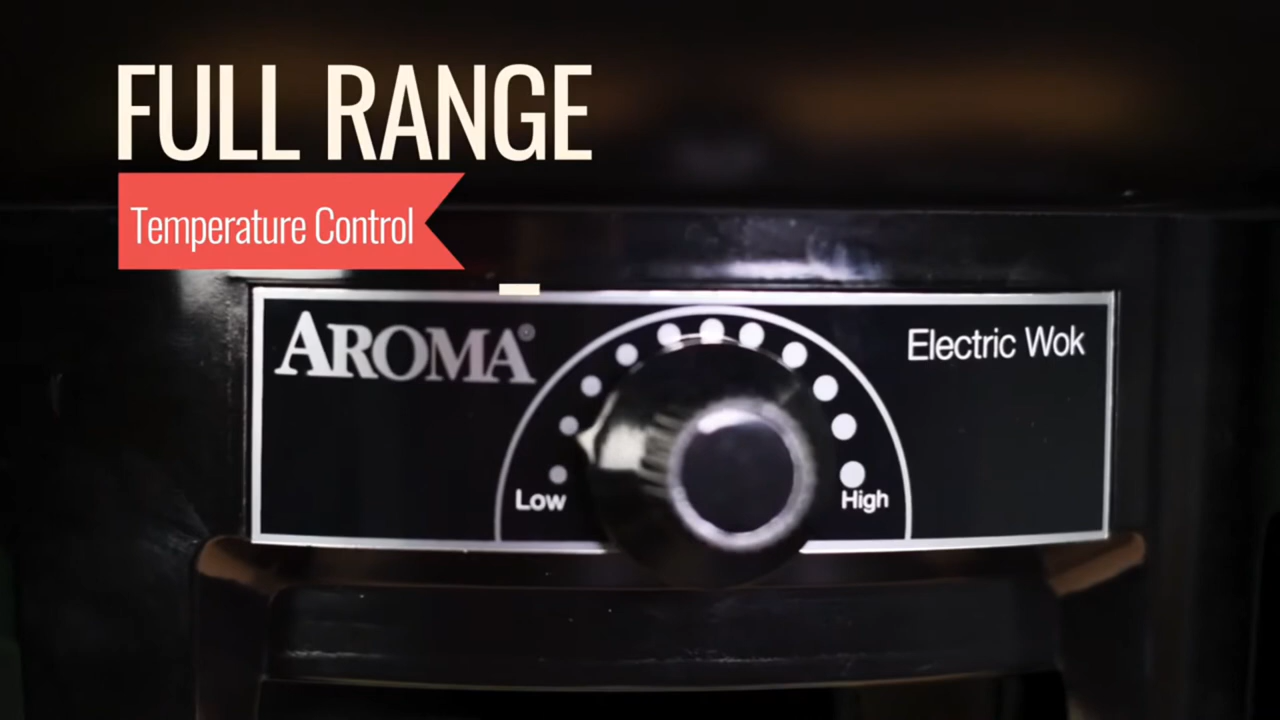 FULL RANGE
Temperature Control
AROMA®
Electric Wok
Low
High